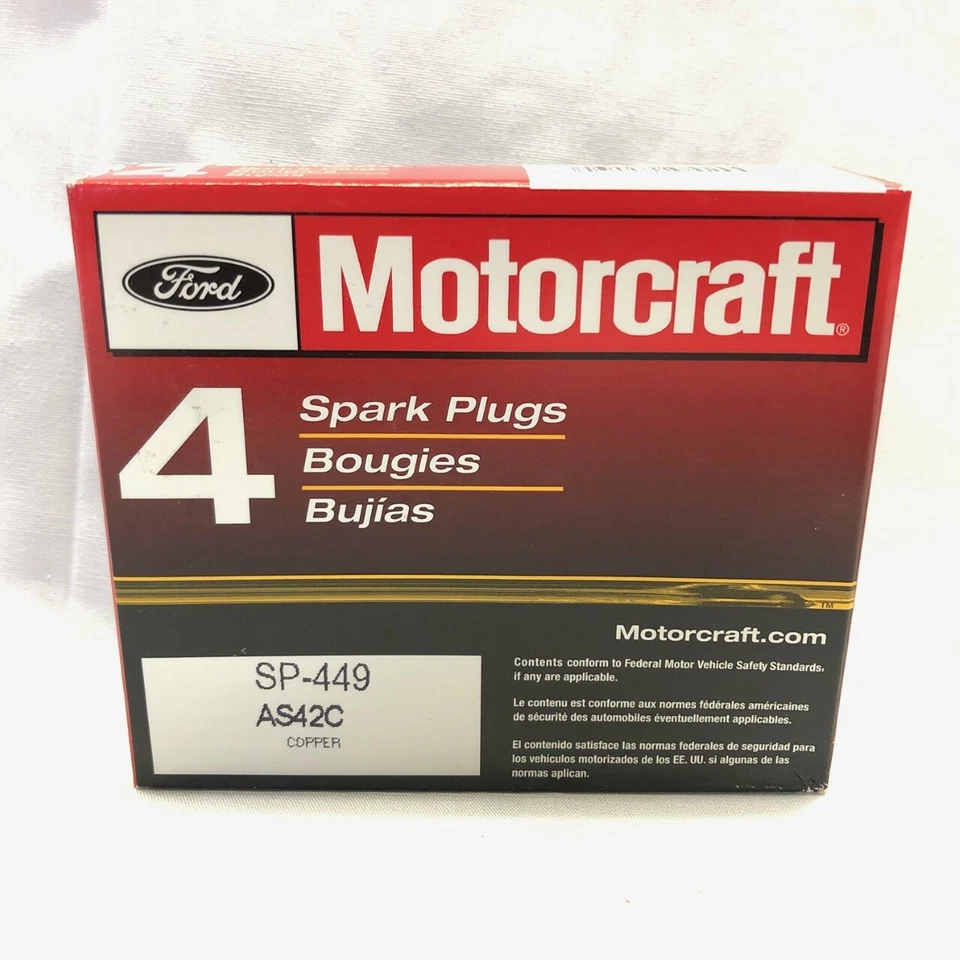 Ford
Motorcraft®
4
Spark Plugs
Bougies
Bujías
TM
Motorcraft.com
SP-449
AS42C
COPPER
Contents conform to Federal Motor Vehicle Safety Standards,
if any are applicable.
Le contenu est conforme aux normes fédérales américaines
de sécurité des automobiles éventuellement applicables.
El contenido satisface las normas federales de seguridad para
los vehículos motorizados de los EE. UU. si algunas de las
normas aplican.